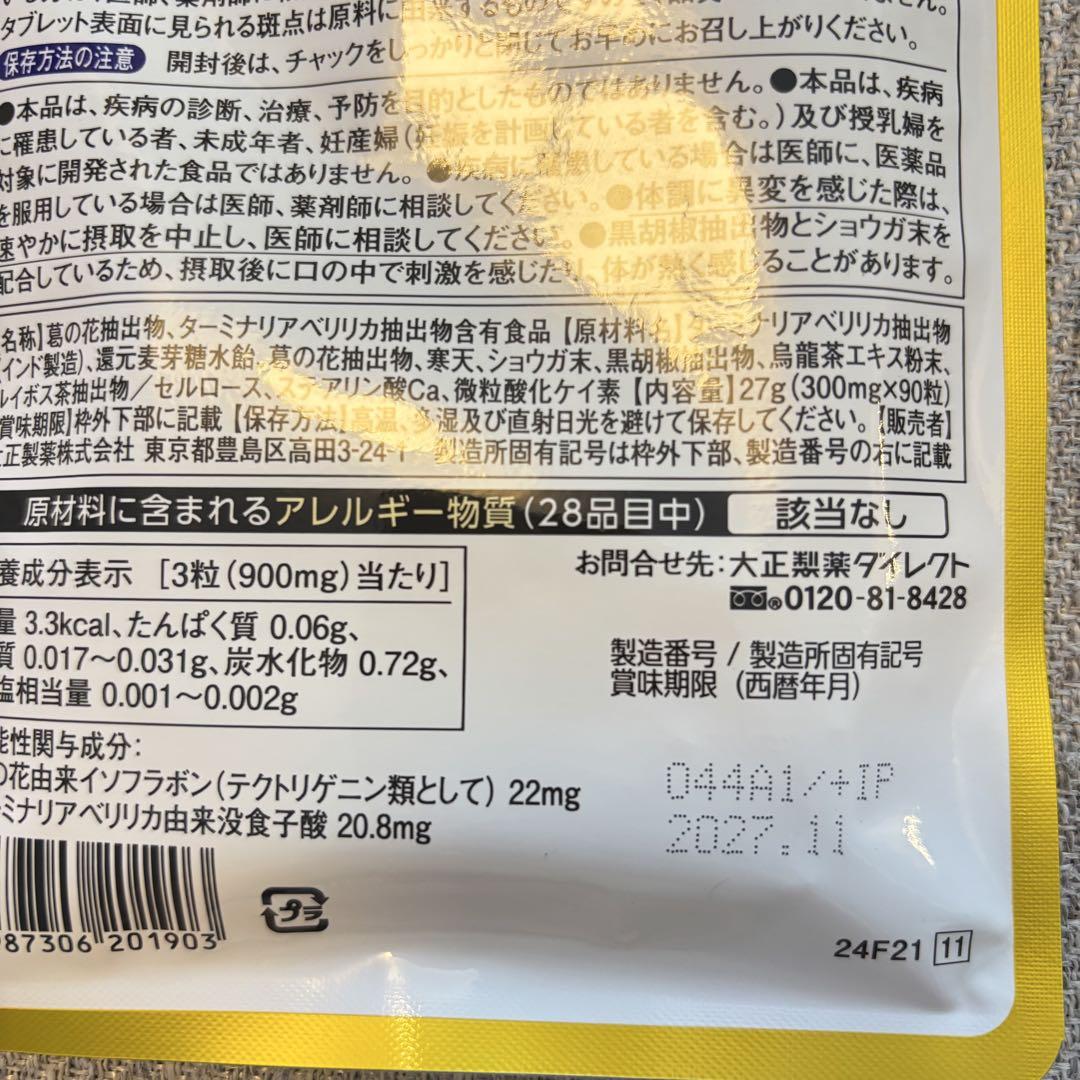 タブレット表面に見られる斑点は原料に由来するもの
お早めにお召し上がりください。
保存方法の注意 開封後は、チャックをしっかりと閉じてお早めにお召し上がりください。
●本品は、疾病の診断、治療、予防を目的としたものではありません。●本品は、疾病
に罹患している者、未成年者、妊産婦(妊娠を計画している者を含む。)及び授乳婦を
対象に開発された食品ではありません。●疾病に罹患している場合は医師に、医薬品
を服用している場合は医師、薬剤師に相談してください。●体調に異変を感じた際は、
速やかに摂取を中止し、医師に相談してください。●黒胡椒抽出物とショウガ末を
配合しているため、摂取後に口の中で刺激を感じたり、体が熱く感じることがあります。
名称】葛の花抽出物、ターミナリアベリリカ抽出物含有食品【原材料名】ターミナリアベリリカ抽出物
インド製造)、還元麦芽糖水飴、葛の花抽出物、寒天、ショウガ末、黒胡椒抽出物、烏龍茶エキス粉末、
ルイボス茶抽出物/セルロース、ステアリン酸Ca、微粒酸化ケイ素【内容量】27g(300mg×90粒)
賞味期限】枠外下部に記載【保存方法】高温、多湿及び直射日光を避けて保存してください。【販売者】
大正製薬株式会社 東京都豊島区高田3-24-1 製造所固有記号は枠外下部、製造番号の右に記載
原材料に含まれるアレルギー物質(28品目中) 該当なし
養成分表示 [3粒(900mg)当たり]
量 3.3kcal、たんぱく質 0.06g、
質 0.017〜0.031g、炭水化物 0.72g、
塩相当量 0.001〜0.002g
お問合せ先:大正製薬ダイレクト
0120-81-8428
製造番号 / 製造所固有記号
賞味期限 (西暦年月)
能性関与成分:
の花由来イソフラボン(テクトリゲニン類として) 22mg
ーミナリアベリリカ由来没食子酸 20.8mg
044A1/+IP
2027.11
987306 201903
プラ
24F21 11